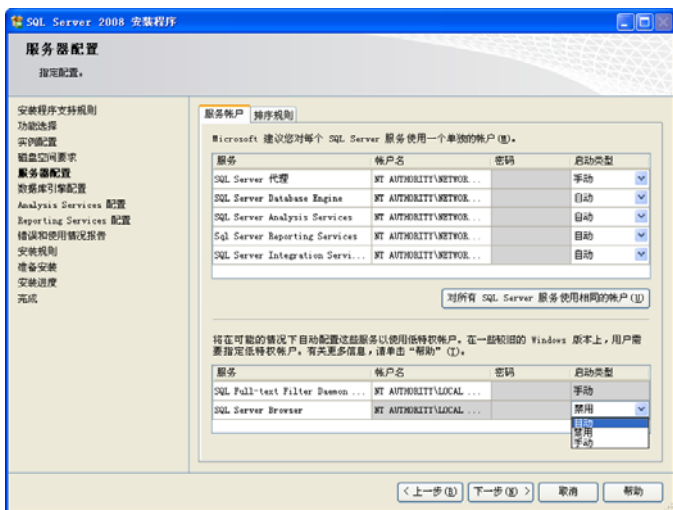 SQL Server 2008 安装程序
服务器配置
指定配置。
安装程序支持规则
功能选择
实例配置
磁盘空间要求
服务器配置
数据库引擎配置
Analysis Services 配置
Reporting Services 配置
错误和使用情况报告
安装规则
准备安装
安装进度
完成
服务帐户 排序规则
Microsoft 建议您对每个 SQL Server 服务使用一个单独的帐户(M)。
服务 帐户名 密码 启动类型
SQL Server 代理 NT AUTHORITY\NETWOR... 手动
SQL Server Database Engine NT AUTHORITY\NETWOR... 自动
SQL Server Analysis Services NT AUTHORITY\NETWOR... 自动
Sql Server Reporting Services NT AUTHORITY\NETWOR... 自动
SQL Server Integration Servi... NT AUTHORITY\NETWOR... 自动
对所有 SQL Server 服务使用相同的帐户(U)
将在可能的情况下自动配置这些服务以使用低特权帐户。在一些较旧的 Windows 版本上，用户需
要指定低特权帐户。有关更多信息，请单击“帮助”(T)。
服务 帐户名 密码 启动类型
SQL Full-text Filter Daemon ... NT AUTHORITY\LOCAL ... 手动
SQL Server Browser NT AUTHORITY\LOCAL ... 禁用
自动
禁用
手动
< 上一步(B) 下一步(N) > 取消 帮助